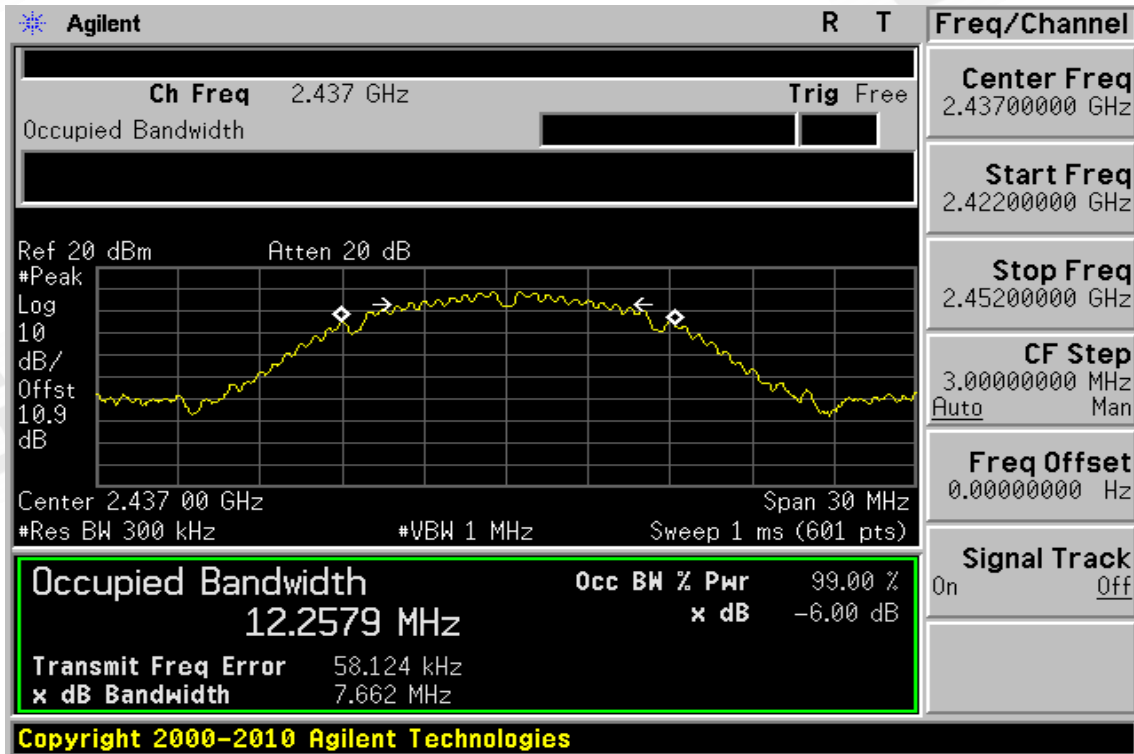 Agilent R T
Ch Freq 2.437 GHz Trig Free
Occupied Bandwidth
Ref 20 dBm Atten 20 dB
#Peak
Log
10
dB/
Offst
10.9
dB
Center 2.437 00 GHz Span 30 MHz
#Res BW 300 kHz #VBW 1 MHz Sweep 1 ms (601 pts)
Occupied Bandwidth Occ BW % Pwr 99.00 %
12.2579 MHz x dB -6.00 dB
Transmit Freq Error 58.124 kHz
x dB Bandwidth 7.662 MHz
Copyright 2000-2010 Agilent Technologies
Freq/Channel
Center Freq
2.43700000 GHz
Start Freq
2.42200000 GHz
Stop Freq
2.45200000 GHz
CF Step
3.00000000 MHz
Auto Man
Freq Offset
0.00000000 Hz
Signal Track
On Off